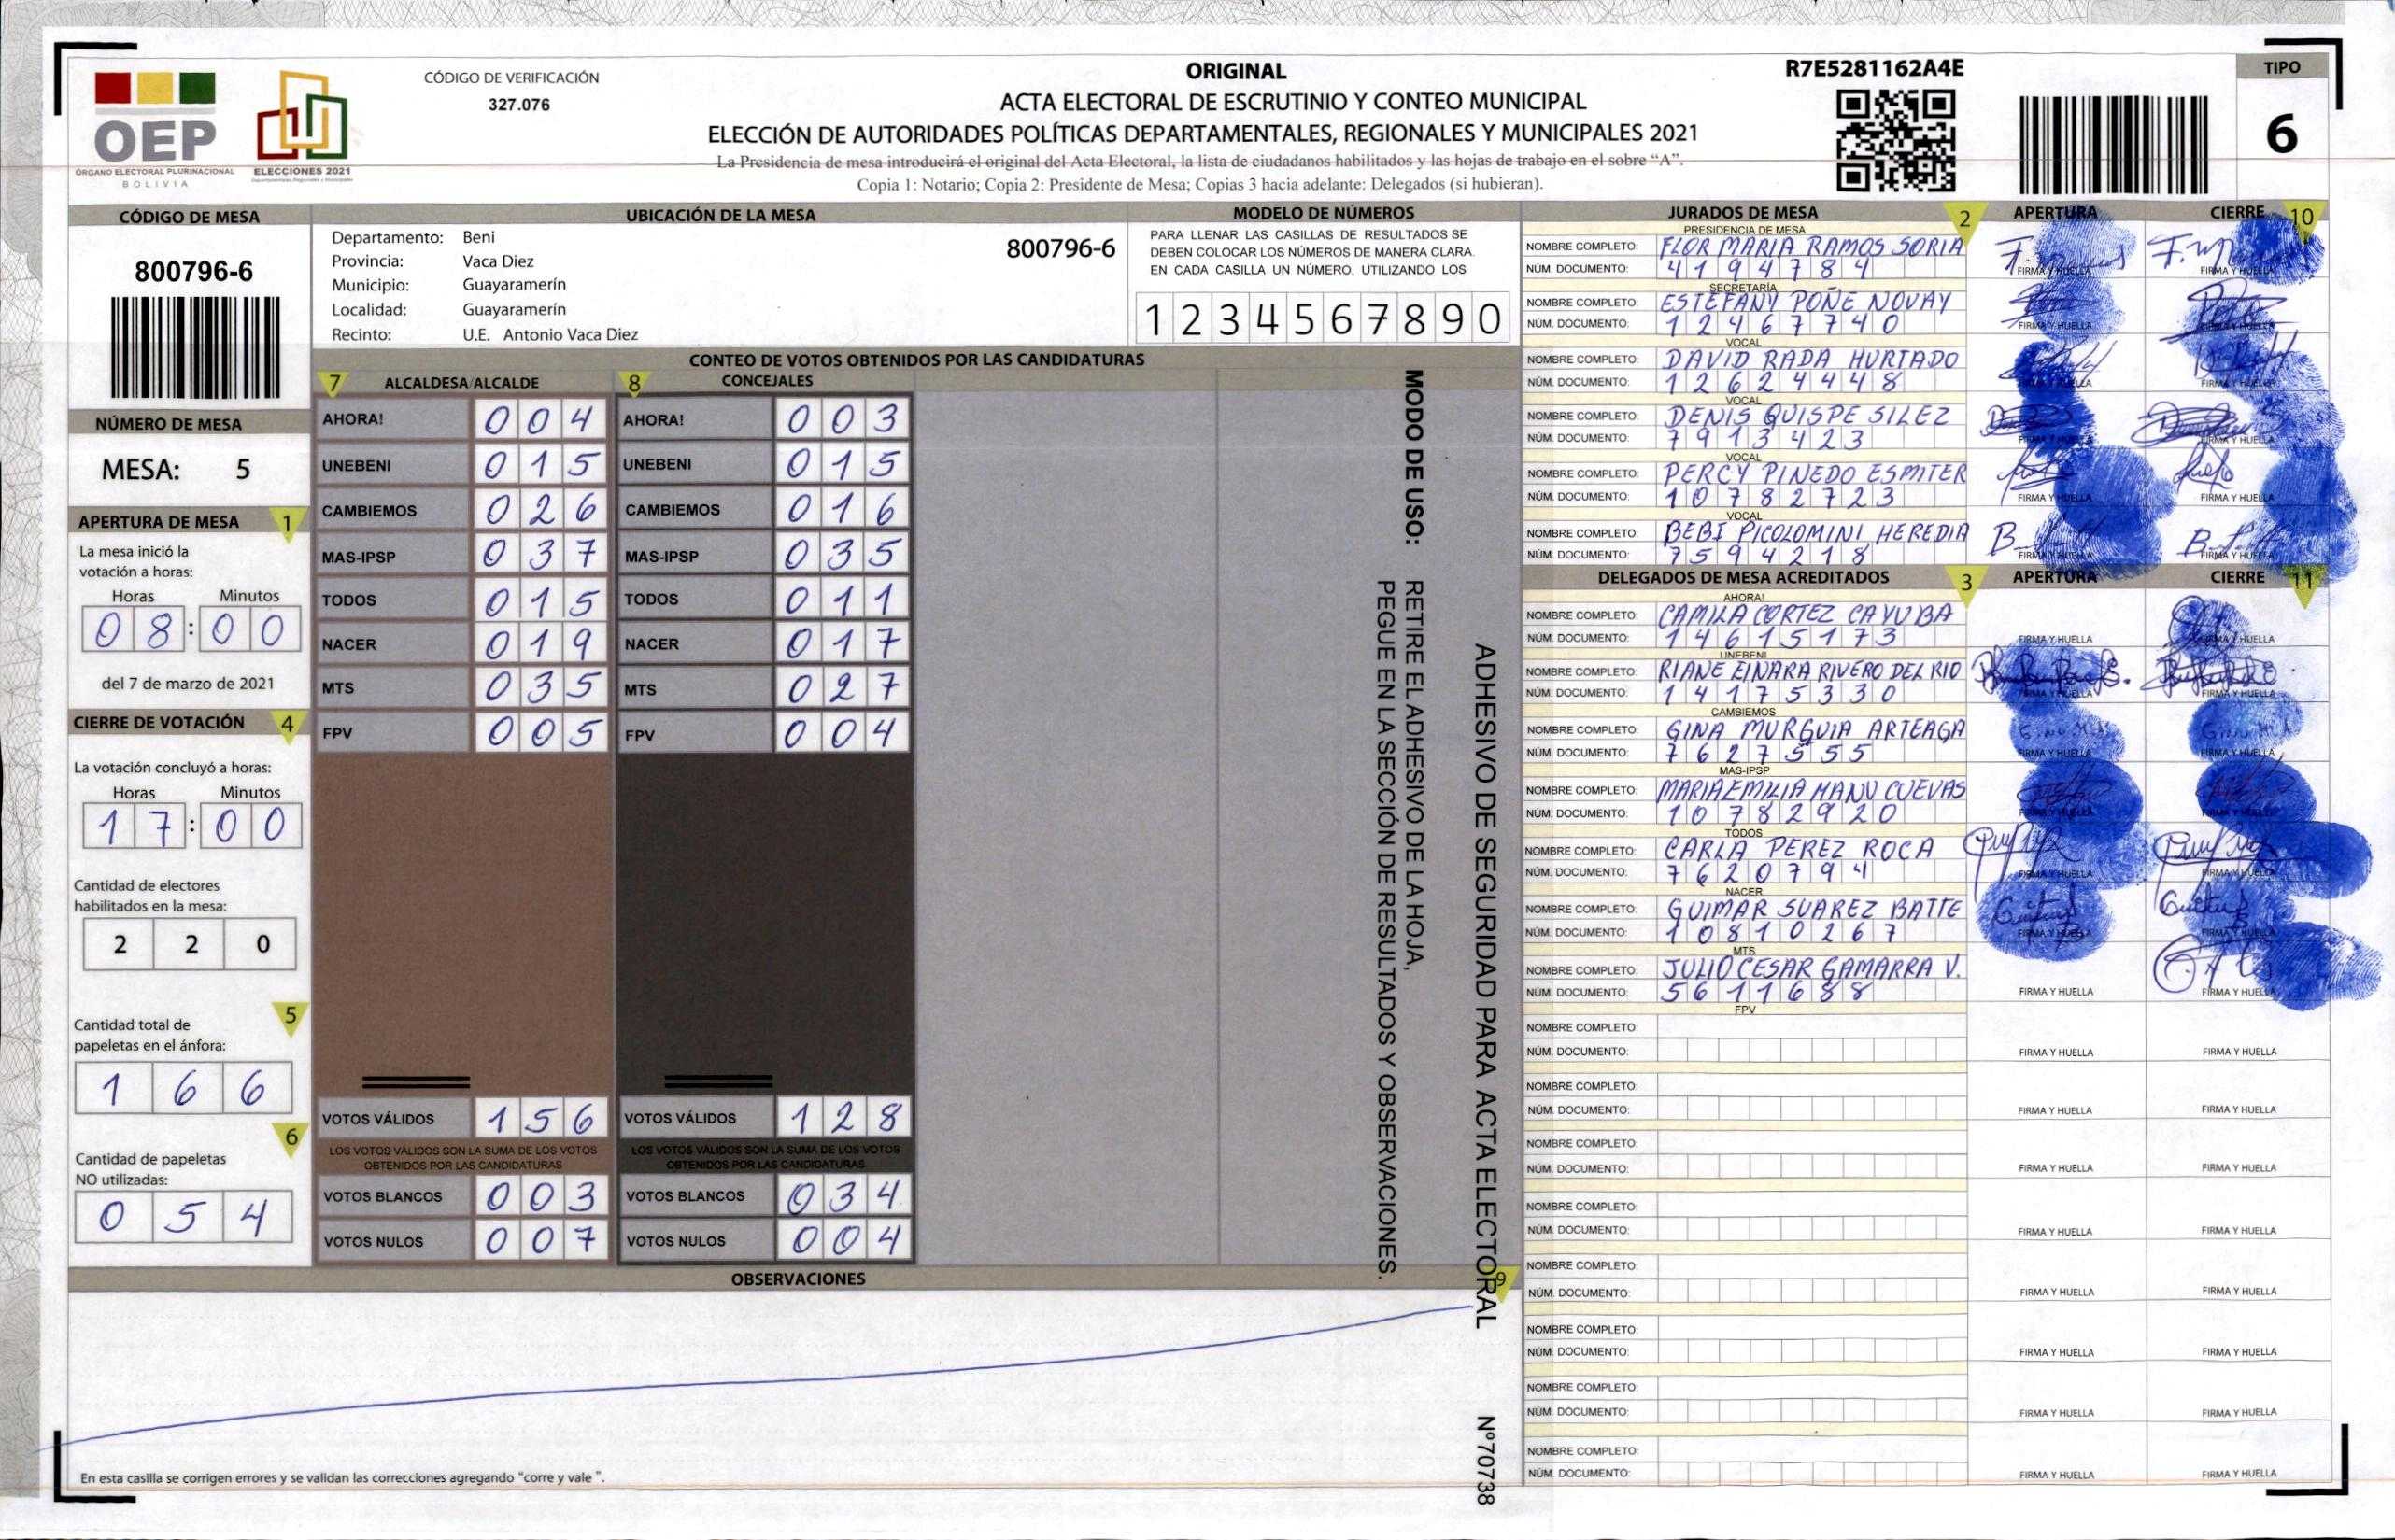 ORIGINAL
ACTA ELECTORAL DE ESCRUTINIO Y CONTEO MUNICIPAL
ELECCIÓN DE AUTORIDADES POLÍTICAS DEPARTAMENTALES, REGIONALES Y MUNICIPALES 2021
La Presidencia de mesa introducirá el original del Acta Electoral, la lista de ciudadanos habilitados y las hojas de trabajo en el sobre “A”.
Copia 1: Notario; Copia 2: Presidente de Mesa; Copias 3 hacia adelante: Delegados (si hubieran).
OEP
ÓRGANO ELECTORAL PLURINACIONAL
BOLIVIA
ELECCIONES 2021
CÓDIGO DE VERIFICACIÓN
327.076
R7E5281162A4E
TIPO
6
CÓDIGO DE MESA
800796-6
NÚMERO DE MESA
MESA: 5
APERTURA DE MESA 1
La mesa inició la
votación a horas:
Horas Minutos
08:00
del 7 de marzo de 2021
CIERRE DE VOTACIÓN 4
La votación concluyó a horas:
Horas Minutos
17:00
Cantidad de electores
habilitados en la mesa:
220
5
Cantidad total de
papeletas en el ánfora:
166
6
Cantidad de papeletas
NO utilizadas:
054
UBICACIÓN DE LA MESA
Departamento: Beni
Provincia: Vaca Diez
Municipio: Guayaramerín
Localidad: Guayaramerín
Recinto: U.E. Antonio Vaca Diez
800796-6
MODELO DE NÚMEROS
PARA LLENAR LAS CASILLAS DE RESULTADOS SE
DEBEN COLOCAR LOS NÚMEROS DE MANERA CLARA.
EN CADA CASILLA UN NÚMERO, UTILIZANDO LOS
1 2 3 4 5 6 7 8 9 0
CONTEO DE VOTOS OBTENIDOS POR LAS CANDIDATURAS
7 ALCALDESA/ALCALDE
AHORA! 004
UNEBENI 015
CAMBIEMOS 026
MAS-IPSP 037
TODOS 015
NACER 019
MTS 035
FPV 005
VOTOS VÁLIDOS 156
LOS VOTOS VÁLIDOS SON LA SUMA DE LOS VOTOS
OBTENIDOS POR LAS CANDIDATURAS
VOTOS BLANCOS 003
VOTOS NULOS 007
8 CONCEJALES
AHORA! 003
UNEBENI 015
CAMBIEMOS 016
MAS-IPSP 035
TODOS 011
NACER 017
MTS 027
FPV 004
VOTOS VÁLIDOS 128
LOS VOTOS VÁLIDOS SON LA SUMA DE LOS VOTOS
OBTENIDOS POR LAS CANDIDATURAS
VOTOS BLANCOS 034
VOTOS NULOS 004
MODO DE USO: RETIRE EL ADHESIVO DE LA HOJA,
PEGUE EN LA SECCIÓN DE RESULTADOS Y OBSERVACIONES.
ADHESIVO DE SEGURIDAD PARA ACTA ELECTORAL Nº70738
OBSERVACIONES 9
En esta casilla se corrigen errores y se validan las correcciones agregando “corre y vale ”.
JURADOS DE MESA 2 APERTURA CIERRE 10
PRESIDENCIA DE MESA
NOMBRE COMPLETO: FLOR MARIA RAMOS SORIA
NÚM. DOCUMENTO: 4194784 FIRMA Y HUELLA FIRMA Y HUELLA
SECRETARÍA
NOMBRE COMPLETO: ESTEFANY POÑE NOVAY
NÚM. DOCUMENTO: 12467740 FIRMA Y HUELLA FIRMA Y HUELLA
VOCAL
NOMBRE COMPLETO: DAVID RADA HURTADO
NÚM. DOCUMENTO: 12624448 FIRMA Y HUELLA FIRMA Y HUELLA
VOCAL
NOMBRE COMPLETO: DENIS QUISPE SILEZ
NÚM. DOCUMENTO: 7913423 FIRMA Y HUELLA FIRMA Y HUELLA
VOCAL
NOMBRE COMPLETO: PERCY PINEDO ESMITER
NÚM. DOCUMENTO: 10782723 FIRMA Y HUELLA FIRMA Y HUELLA
VOCAL
NOMBRE COMPLETO: BEBI PICOLOMINI HEREDIA
NÚM. DOCUMENTO: 7594218 FIRMA Y HUELLA FIRMA Y HUELLA
DELEGADOS DE MESA ACREDITADOS 3 APERTURA CIERRE 11
AHORA!
NOMBRE COMPLETO: CAMILA CORTEZ CAYUBA
NÚM. DOCUMENTO: 14615173 FIRMA Y HUELLA FIRMA Y HUELLA
UNEBENI
NOMBRE COMPLETO: RIANE EINARA RIVERO DEL RIO
NÚM. DOCUMENTO: 14175330 FIRMA Y HUELLA FIRMA Y HUELLA
CAMBIEMOS
NOMBRE COMPLETO: GINA MURGUIA ARTEAGA
NÚM. DOCUMENTO: 7627555 FIRMA Y HUELLA FIRMA Y HUELLA
MAS-IPSP
NOMBRE COMPLETO: MARIA EMILIA MANU CUEVAS
NÚM. DOCUMENTO: 10782920 FIRMA Y HUELLA FIRMA Y HUELLA
TODOS
NOMBRE COMPLETO: CARLA PEREZ ROCA
NÚM. DOCUMENTO: 7620794 FIRMA Y HUELLA FIRMA Y HUELLA
NACER
NOMBRE COMPLETO: GUIMAR SUAREZ BATTE
NÚM. DOCUMENTO: 10810267 FIRMA Y HUELLA FIRMA Y HUELLA
MTS
NOMBRE COMPLETO: JULIO CESAR GAMARRA V.
NÚM. DOCUMENTO: 5611688 FIRMA Y HUELLA FIRMA Y HUELLA
FPV
NOMBRE COMPLETO:
NÚM. DOCUMENTO: FIRMA Y HUELLA FIRMA Y HUELLA
NOMBRE COMPLETO:
NÚM. DOCUMENTO: FIRMA Y HUELLA FIRMA Y HUELLA
NOMBRE COMPLETO:
NÚM. DOCUMENTO: FIRMA Y HUELLA FIRMA Y HUELLA
NOMBRE COMPLETO:
NÚM. DOCUMENTO: FIRMA Y HUELLA FIRMA Y HUELLA
NOMBRE COMPLETO:
NÚM. DOCUMENTO: FIRMA Y HUELLA FIRMA Y HUELLA
NOMBRE COMPLETO:
NÚM. DOCUMENTO: FIRMA Y HUELLA FIRMA Y HUELLA
NOMBRE COMPLETO:
NÚM. DOCUMENTO: FIRMA Y HUELLA FIRMA Y HUELLA
NOMBRE COMPLETO:
NÚM. DOCUMENTO: FIRMA Y HUELLA FIRMA Y HUELLA